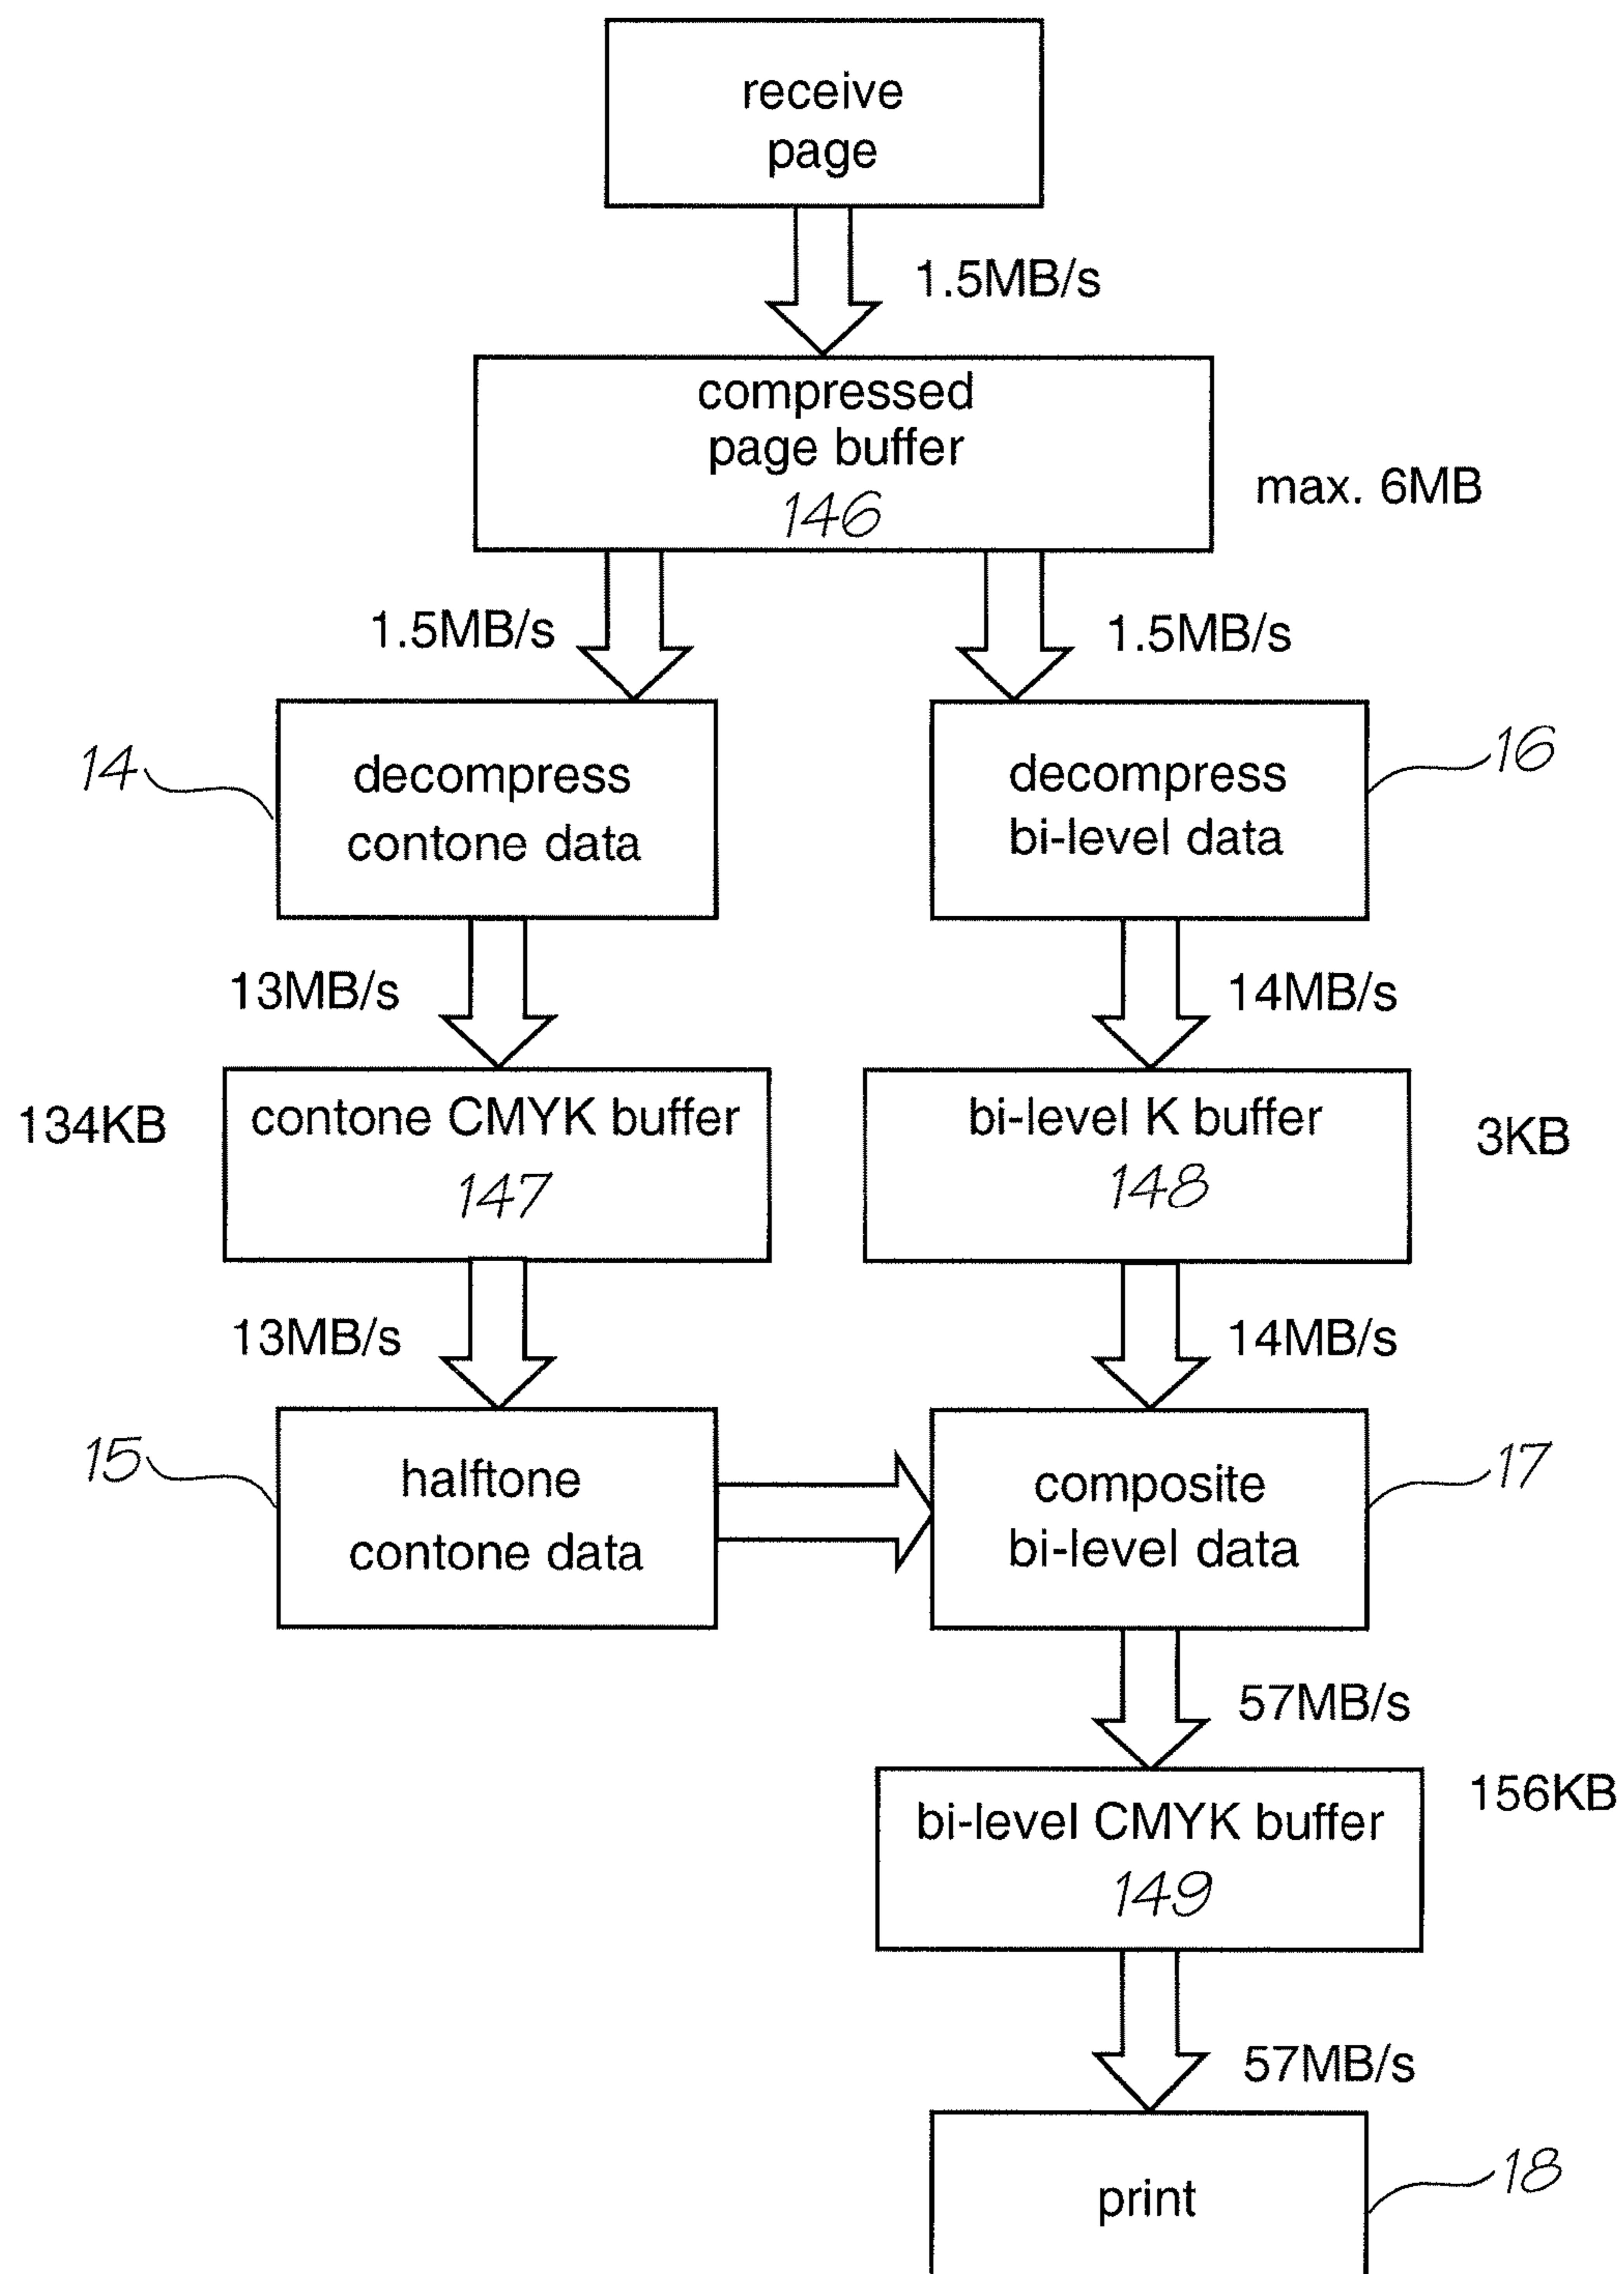 receive
page
1.5MB/s
compressed
page buffer
146
max. 6MB
1.5MB/s
1.5MB/s
14
decompress
contone data
decompress
bi-level data
16
13MB/s
14MB/s
134KB
contone CMYK buffer
147
bi-level K buffer
148
3KB
13MB/s
14MB/s
15
halftone
contone data
composite
bi-level data
17
57MB/s
bi-level CMYK buffer
149
156KB
57MB/s
print
18